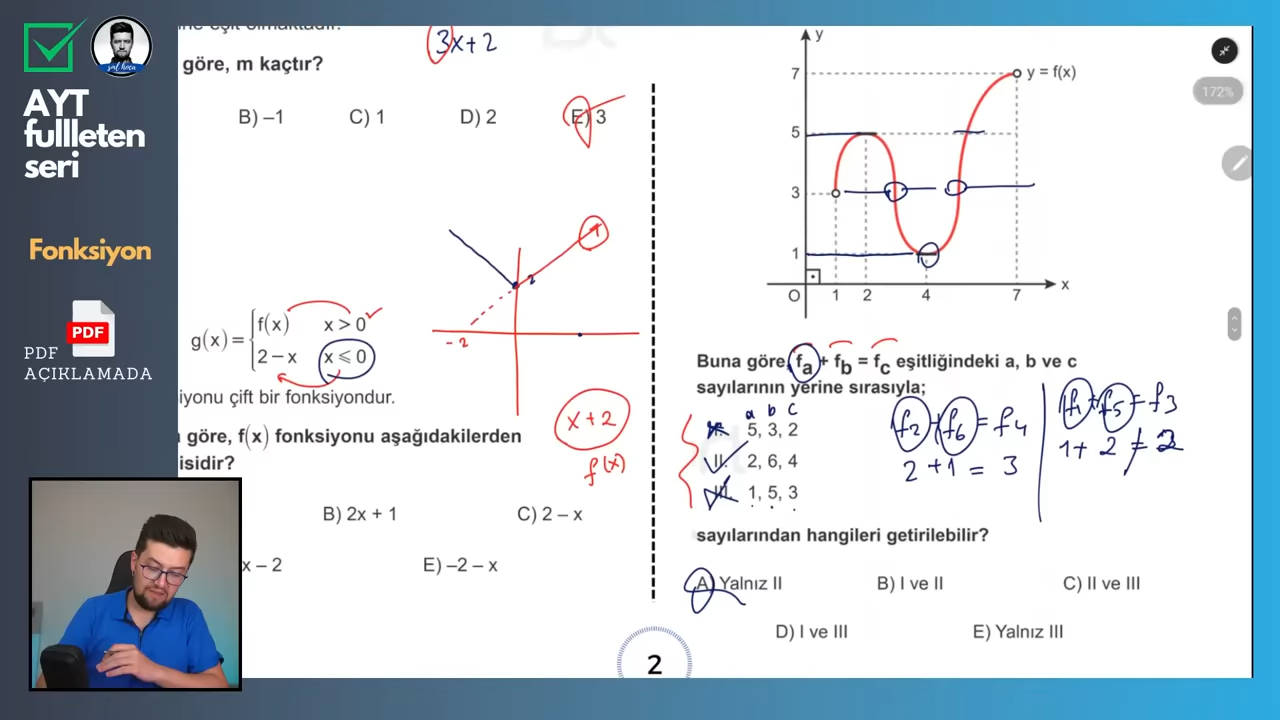 AYT
fullleten
seri
Fonksiyon
PDF
PDF
AÇIKLAMADA
göre, m kaçtır?
3x+2
B) –1
C) 1
D) 2
E) 3
2
-2
g(x) =
f(x) x > 0
2 – x x ⩽ 0
iyonu çift bir fonksiyondur.
göre, f(x) fonksiyonu aşağıdakilerden
isidir?
x+2
f(x)
B) 2x + 1
C) 2 – x
x – 2
E) –2 – x
y
172%
7
y = f(x)
5
3
1
O 1 2 4 7 x
Buna göre, fa + fb = fc eşitliğindeki a, b ve c
sayılarının yerine sırasıyla;
a b c
I. 5, 3, 2
II. 2, 6, 4
III. 1, 5, 3
f2 + f6 = f4
2 + 1 = 3
f1 + f5 = f3
1 + 2 ≠ 2
sayılarından hangileri getirilebilir?
A) Yalnız II
B) I ve II
C) II ve III
D) I ve III
E) Yalnız III
2